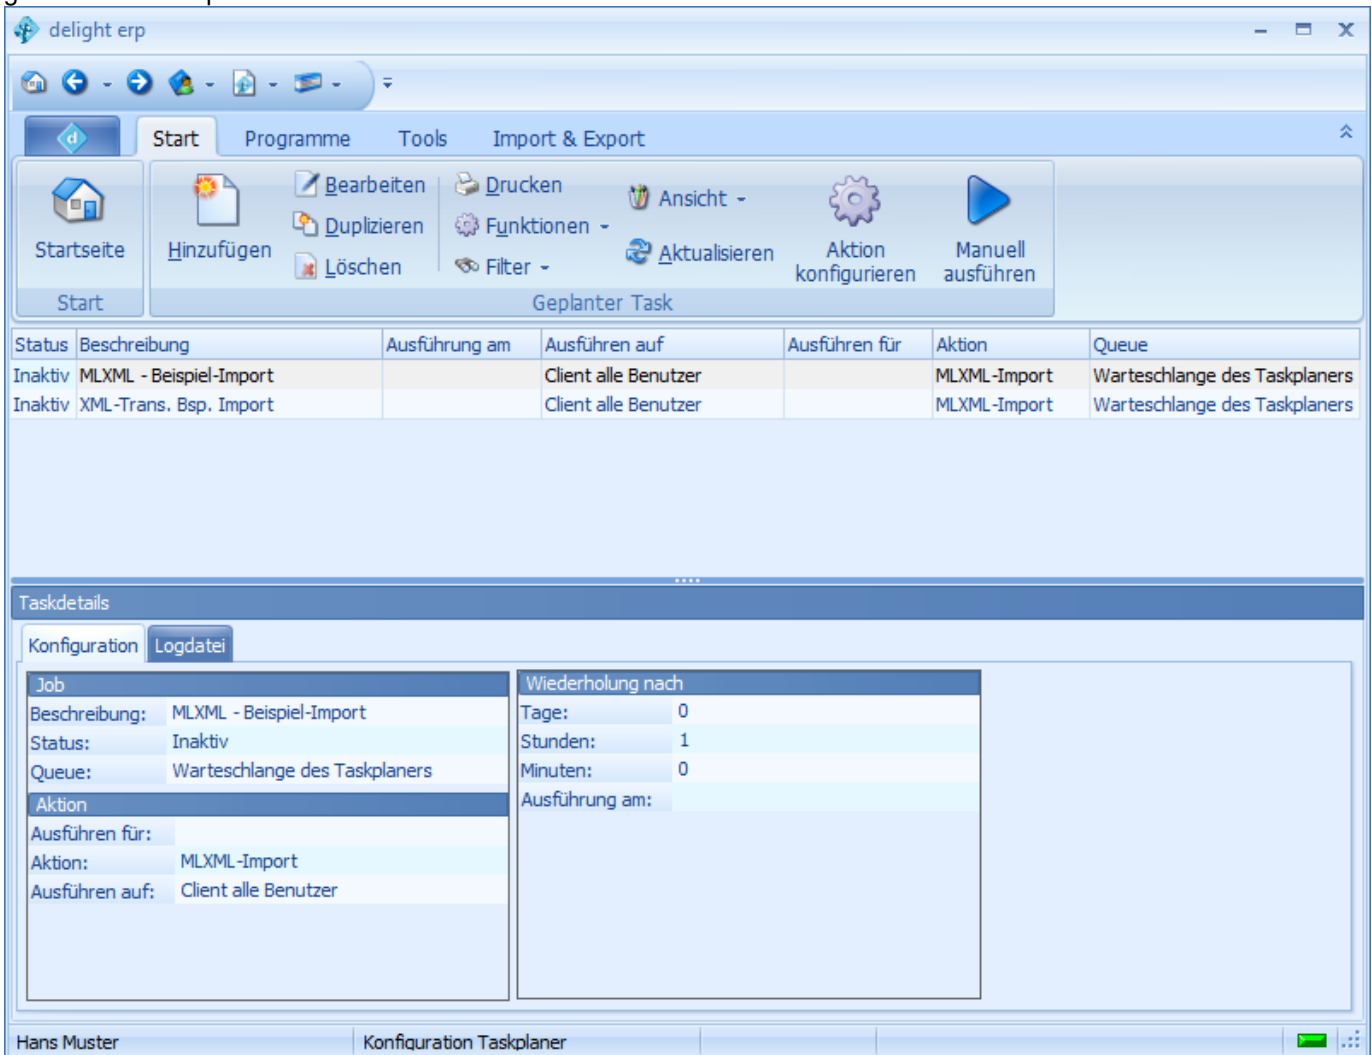 delight erp
Start Programme Tools Import & Export
Startseite
Hinzufügen
Bearbeiten
Duplizieren
Löschen
Drucken
Funktionen
Filter
Ansicht
Aktualisieren
Aktion
konfigurieren
Manuell
ausführen
Start Geplanter Task
Status Beschreibung Ausführung am Ausführen auf Ausführen für Aktion Queue
Inaktiv MLXML - Beispiel-Import Client alle Benutzer MLXML-Import Warteschlange des Taskplaners
Inaktiv XML-Trans. Bsp. Import Client alle Benutzer MLXML-Import Warteschlange des Taskplaners
Taskdetails
Konfiguration Logdatei
Job
Beschreibung: MLXML - Beispiel-Import
Status: Inaktiv
Queue: Warteschlange des Taskplaners
Aktion
Ausführen für:
Aktion: MLXML-Import
Ausführen auf: Client alle Benutzer
Wiederholung nach
Tage: 0
Stunden: 1
Minuten: 0
Ausführung am:
Hans Muster Konfiguration Taskplaner